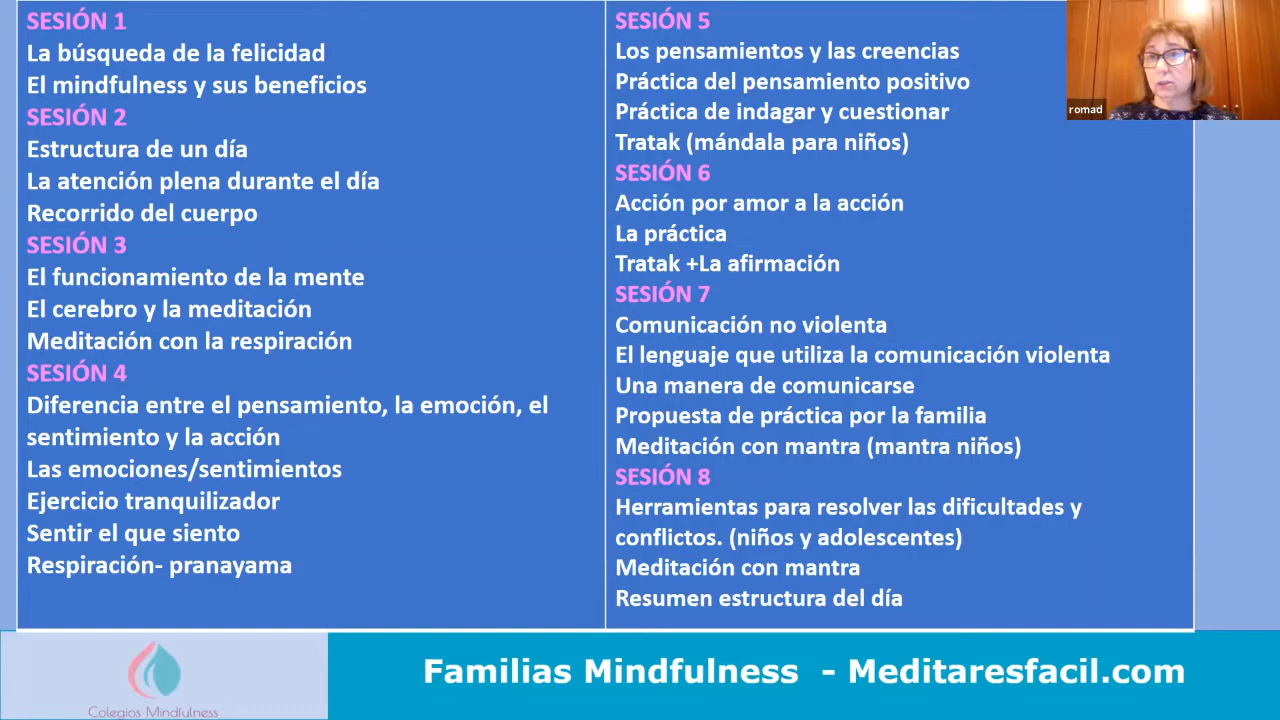 SESIÓN 1
La búsqueda de la felicidad
El mindfulness y sus beneficios
SESIÓN 2
Estructura de un día
La atención plena durante el día
Recorrido del cuerpo
SESIÓN 3
El funcionamiento de la mente
El cerebro y la meditación
Meditación con la respiración
SESIÓN 4
Diferencia entre el pensamiento, la emoción, el
sentimiento y la acción
Las emociones/sentimientos
Ejercicio tranquilizador
Sentir el que siento
Respiración- pranayama
SESIÓN 5
Los pensamientos y las creencias
Práctica del pensamiento positivo
Práctica de indagar y cuestionar
Tratak (mándala para niños)
SESIÓN 6
Acción por amor a la acción
La práctica
Tratak +La afirmación
SESIÓN 7
Comunicación no violenta
El lenguaje que utiliza la comunicación violenta
Una manera de comunicarse
Propuesta de práctica por la familia
Meditación con mantra (mantra niños)
SESIÓN 8
Herramientas para resolver las dificultades y
conflictos. (niños y adolescentes)
Meditación con mantra
Resumen estructura del día
romad
Colegios Mindfulness
Familias Mindfulness - Meditaresfacil.com